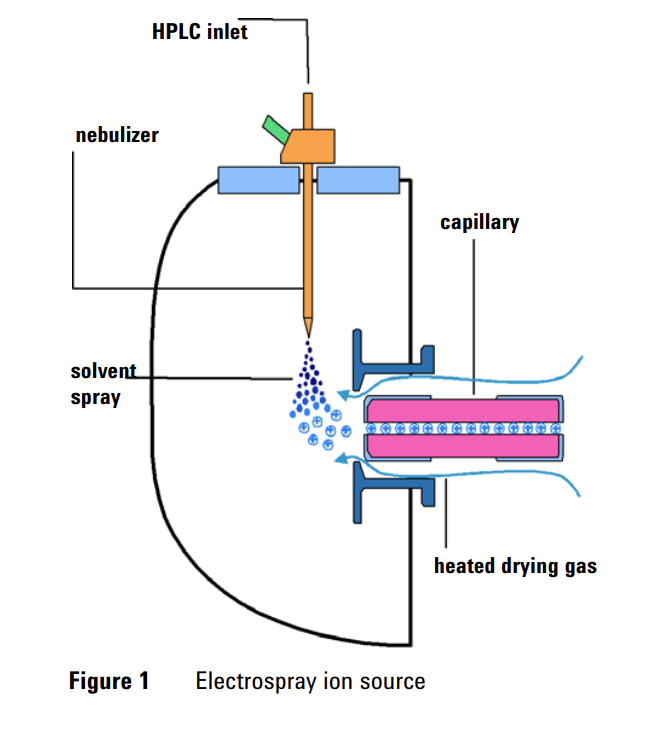 HPLC inlet
nebulizer
capillary
solvent
spray
heated drying gas
Figure 1 Electrospray ion source